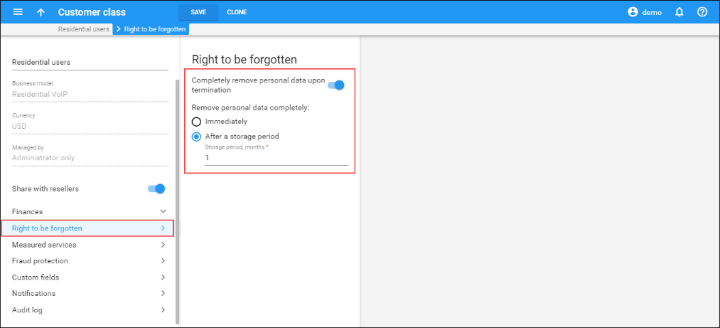 Customer class
SAVE
CLONE
demo
Residential users
Right to be forgotten
Residential users
Business model
Residential VoIP
Currency
USD
Managed by
Administrator only
Share with resellers
Finances
Right to be forgotten
Measured services
Fraud protection
Custom fields
Notifications
Audit log
Right to be forgotten
Completely remove personal data upon
termination
Remove personal data completely:
Immediately
After a storage period
Storage period, months *
1